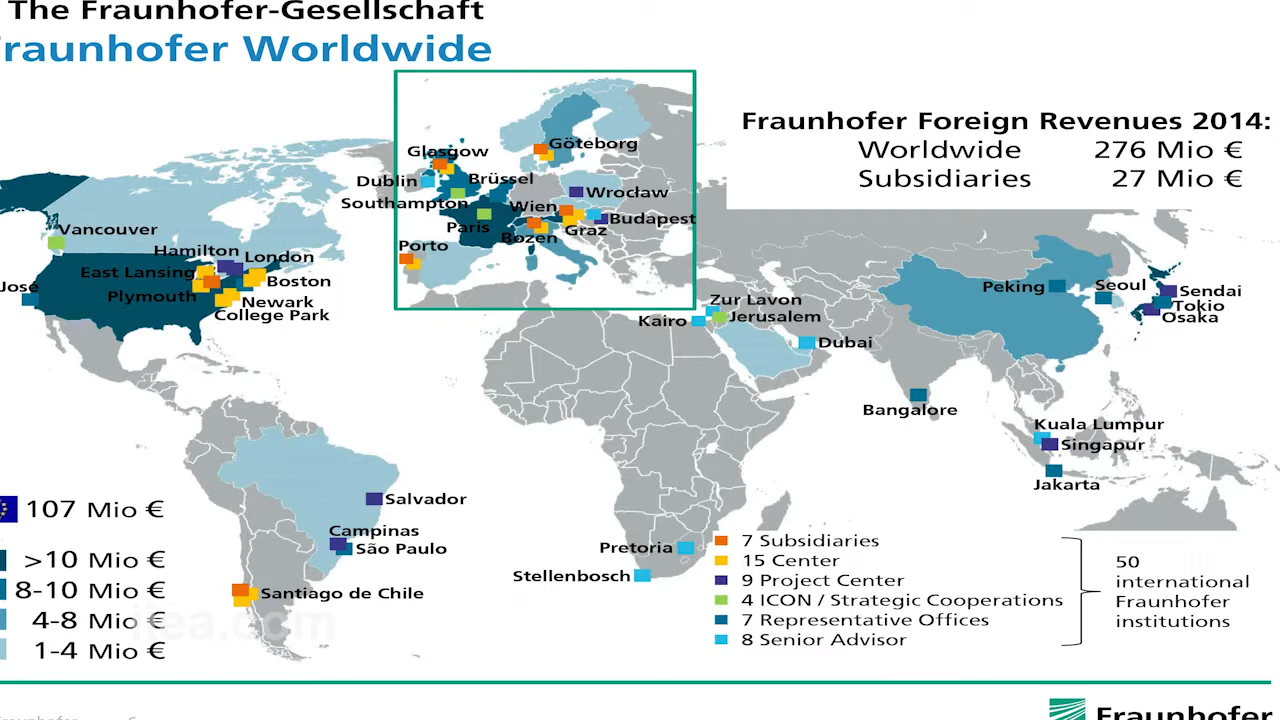 The Fraunhofer-Gesellschaft
Fraunhofer Worldwide
Fraunhofer Foreign Revenues 2014:
Worldwide 276 Mio €
Subsidiaries 27 Mio €
Glasgow
Göteborg
Dublin
Brüssel
Southampton
Wrocław
Wien
Budapest
Paris
Graz
Bozen
Porto
Vancouver
Hamilton
London
East Lansing
Boston
José
Plymouth
Newark
College Park
Zur Lavon
Jerusalem
Kairo
Dubai
Peking
Seoul
Sendai
Tokio
Osaka
Bangalore
Kuala Lumpur
Singapur
Jakarta
Salvador
Campinas
São Paulo
Santiago de Chile
Pretoria
Stellenbosch
107 Mio €
>10 Mio €
8-10 Mio €
4-8 Mio €
1-4 Mio €
7 Subsidiaries
15 Center
9 Project Center
4 ICON / Strategic Cooperations
7 Representative Offices
8 Senior Advisor
50
international
Fraunhofer
institutions
iiea.com
Fraunhofer